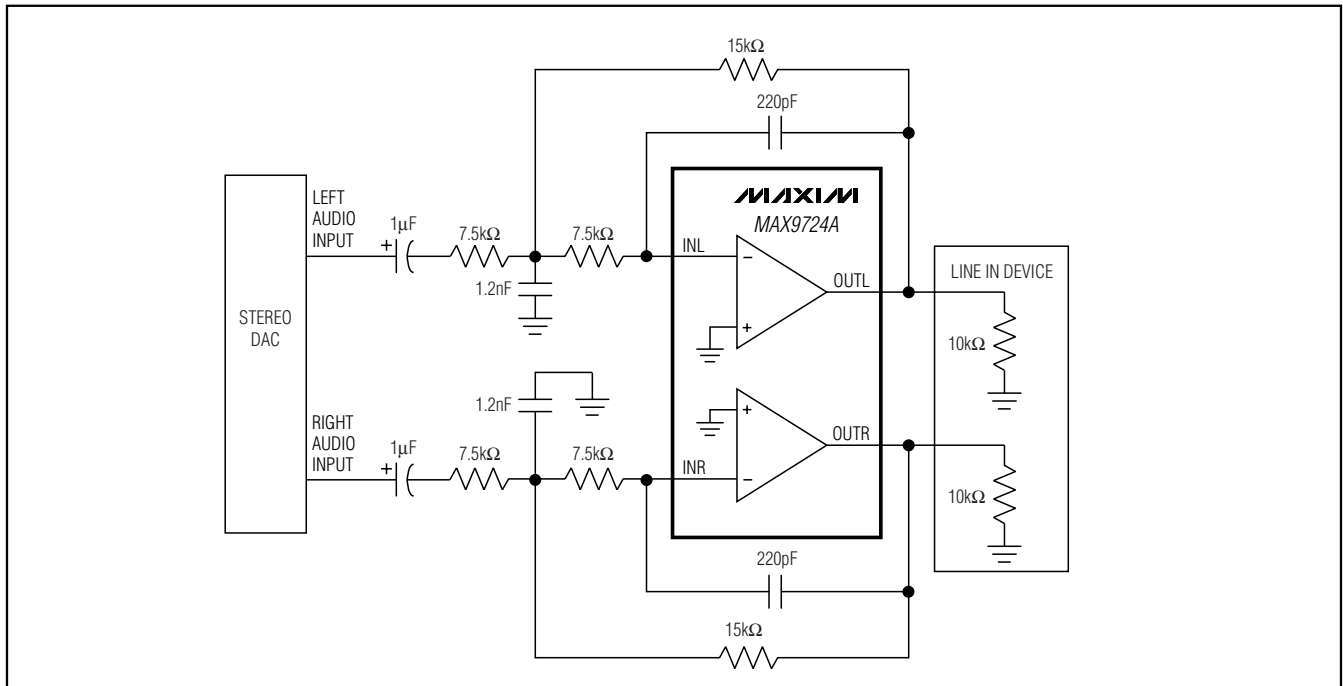 15kΩ
220pF
LEFT
AUDIO
INPUT
1µF
+
7.5kΩ
7.5kΩ
INL
MAXIM
MAX9724A
−
+
OUTL
LINE IN DEVICE
10kΩ
1.2nF
STEREO
DAC
1.2nF
RIGHT
AUDIO
INPUT
1µF
+
7.5kΩ
7.5kΩ
INR
+
−
OUTR
10kΩ
220pF
15kΩ